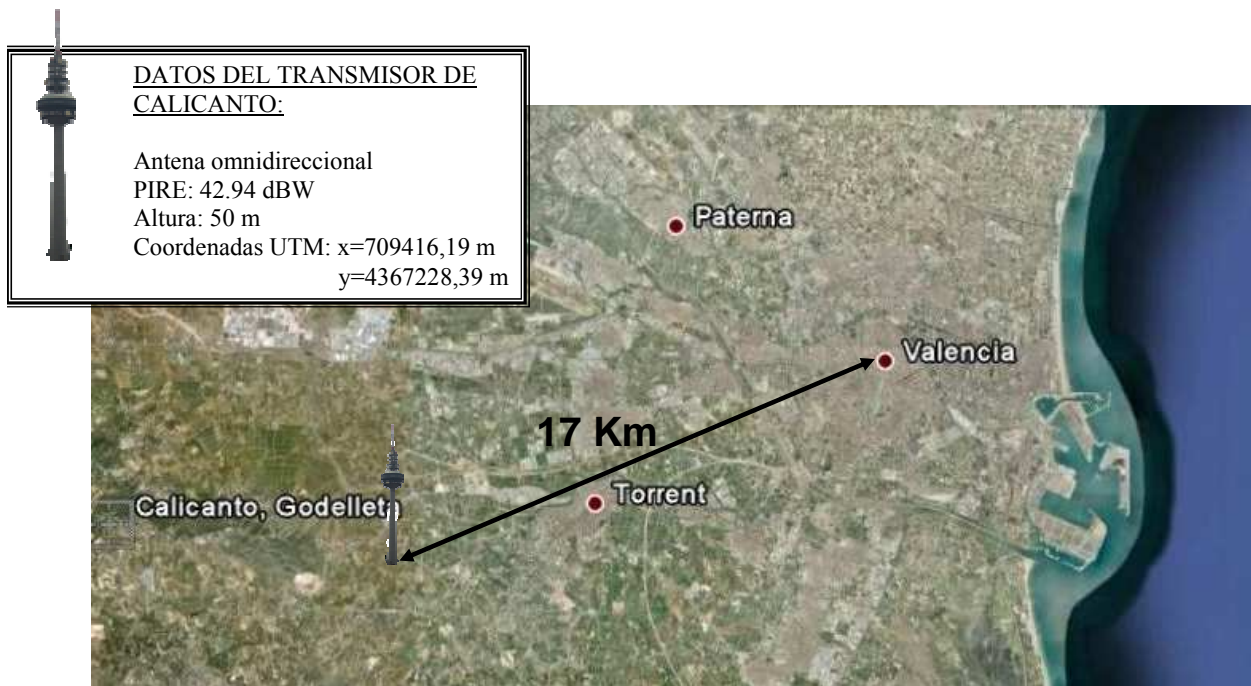 DATOS DEL TRANSMISOR DE
CALICANTO:
Antena omnidireccional
PIRE: 42.94 dBW
Altura: 50 m
Coordenadas UTM: x=709416,19 m
y=4367228,39 m
Paterna
Valencia
17 Km
Torrent
Calicanto, Godelleta